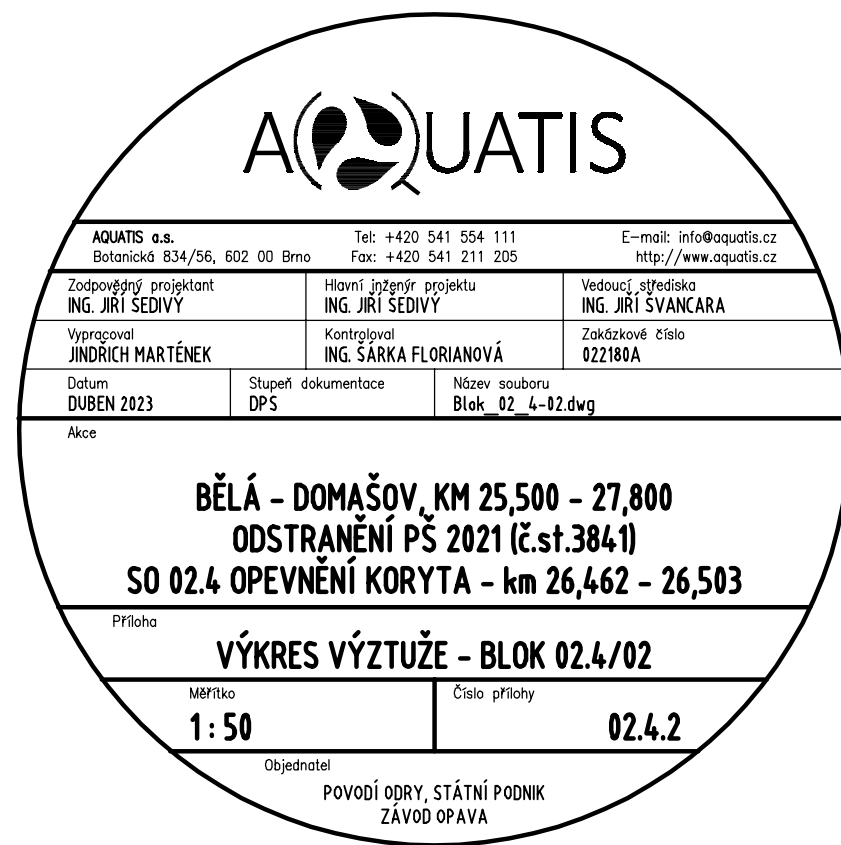 AQUATIS
AQUATIS a.s. Tel: +420 541 554 111 E-mail: info@aquatis.cz
Botanická 834/56, 602 00 Brno Fax: +420 541 211 205 http://www.aquatis.cz
Zodpovědný projektant Hlavní inženýr projektu Vedoucí střediska
ING. JIŘÍ ŠEDIVÝ ING. JIŘÍ ŠEDIVÝ ING. JIŘÍ ŠVANCARA
Vypracoval Kontroloval Zakázkové číslo
JINDŘICH MARTÉNEK ING. ŠÁRKA FLORIANOVÁ 022180A
Datum Stupeň dokumentace Název souboru
DUBEN 2023 DPS Blok_02_4-02.dwg
Akce
BĚLÁ - DOMAŠOV, KM 25,500 - 27,800
ODSTRANĚNÍ PŠ 2021 (č.st.3841)
SO 02.4 OPEVNĚNÍ KORYTA - km 26,462 - 26,503
Příloha
VÝKRES VÝZTUŽE - BLOK 02.4/02
Měřítko Číslo přílohy
1 : 50 02.4.2
Objednatel
POVODÍ ODRY, STÁTNÍ PODNIK
ZÁVOD OPAVA